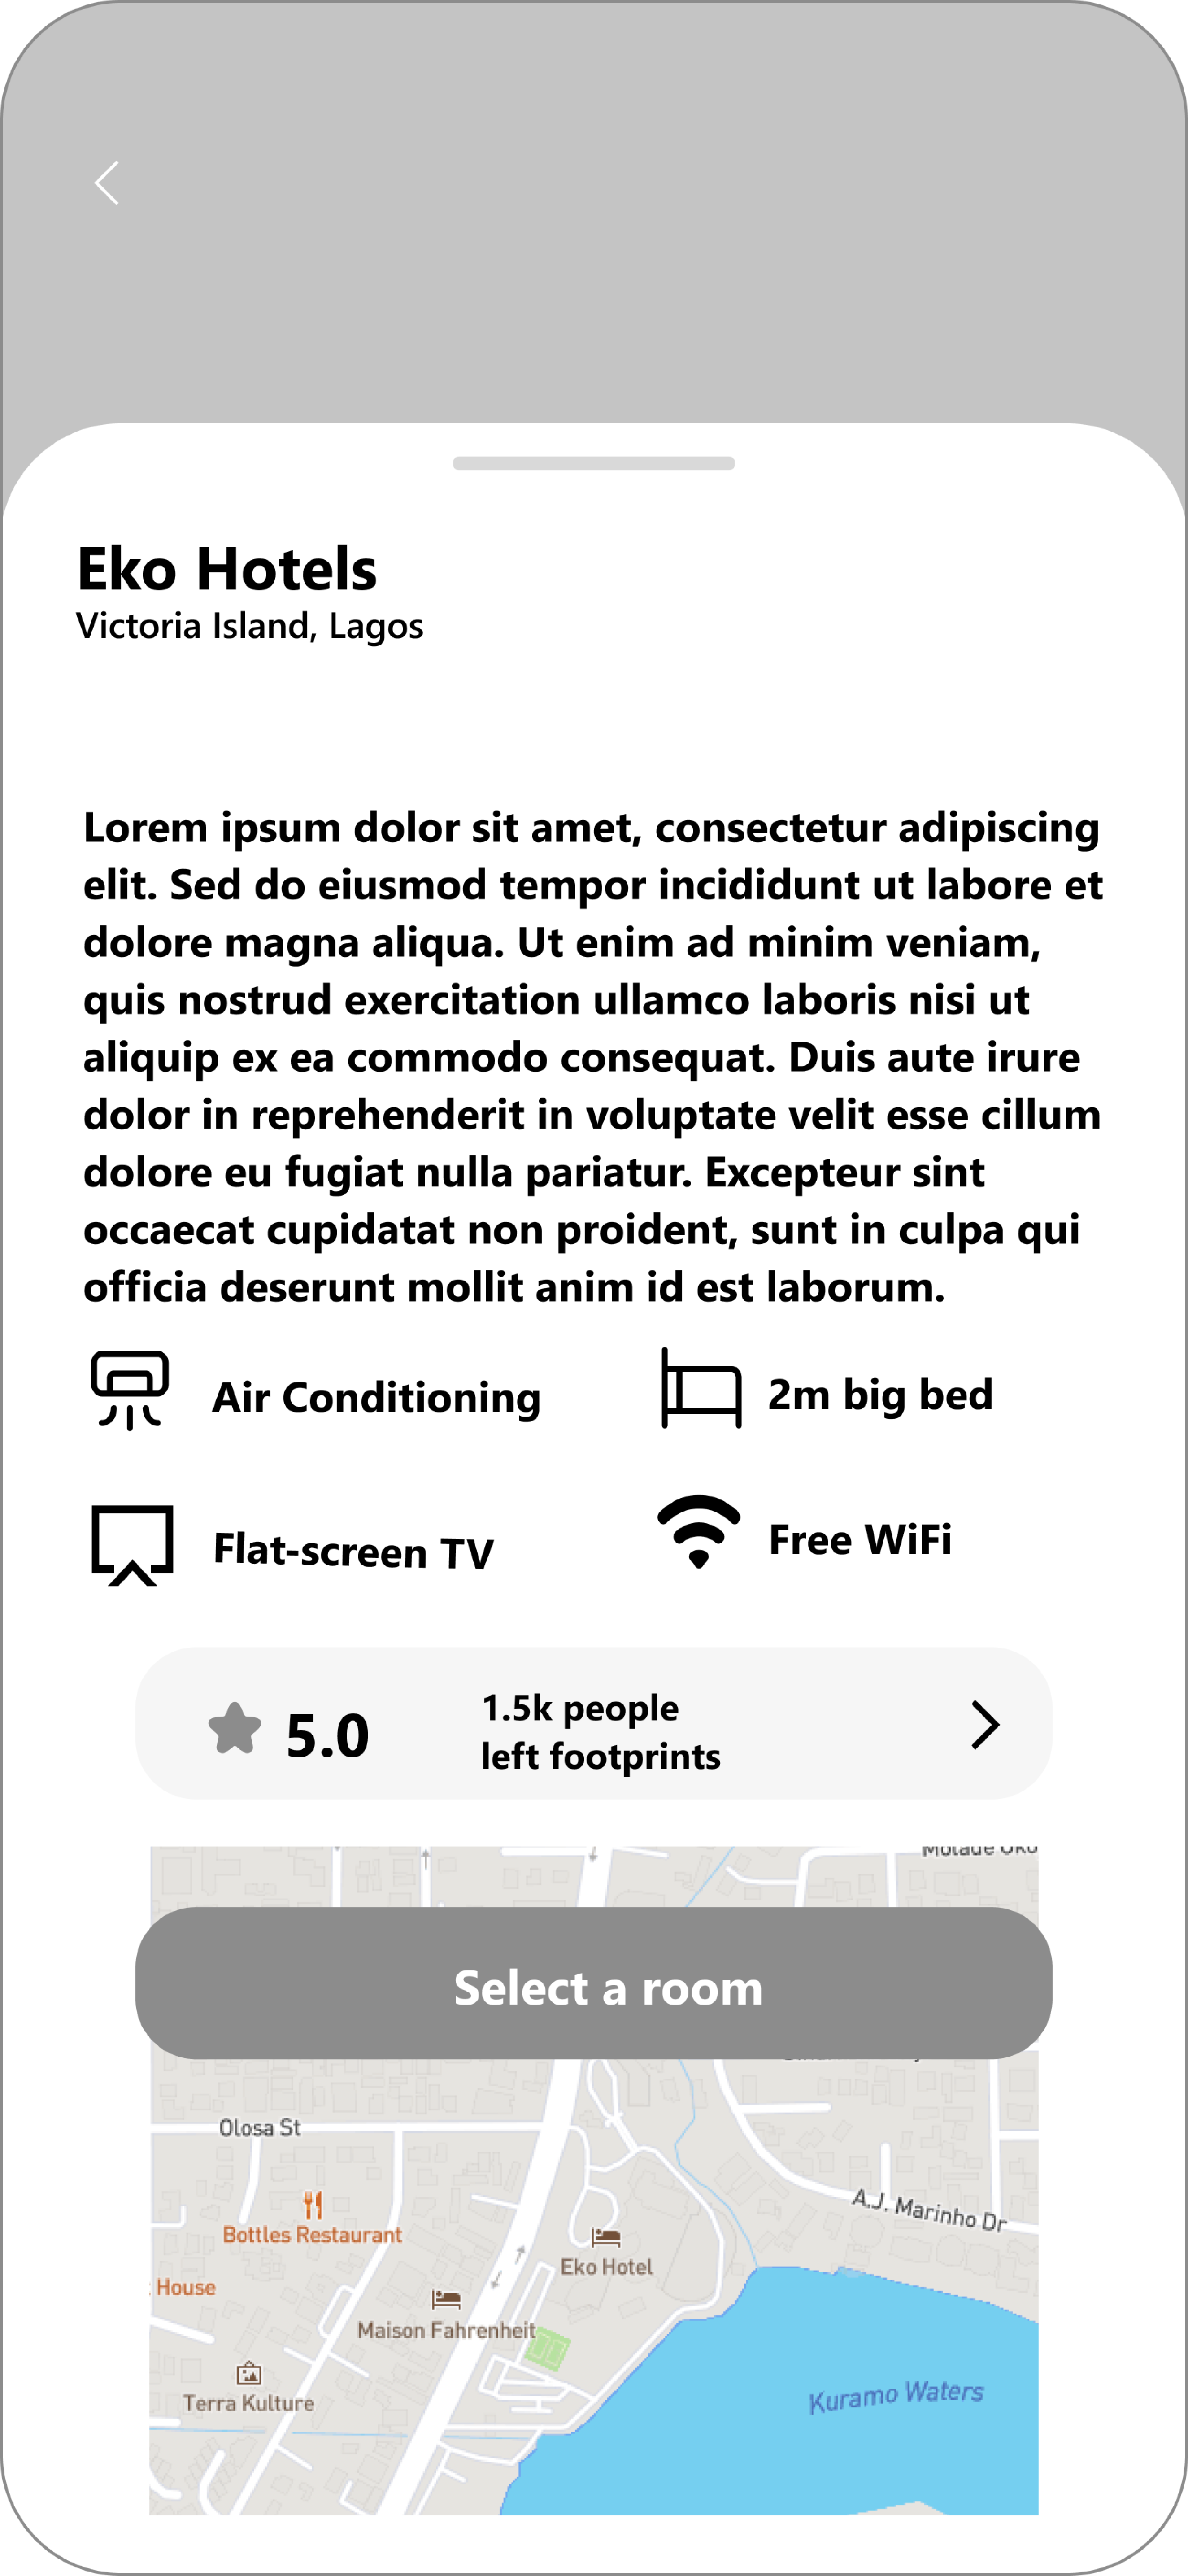 Eko Hotels
Victoria Island, Lagos
Lorem ipsum dolor sit amet, consectetur adipiscing
elit. Sed do eiusmod tempor incididunt ut labore et
dolore magna aliqua. Ut enim ad minim veniam,
quis nostrud exercitation ullamco laboris nisi ut
aliquip ex ea commodo consequat. Duis aute irure
dolor in reprehenderit in voluptate velit esse cillum
dolore eu fugiat nulla pariatur. Excepteur sint
occaecat cupidatat non proident, sunt in culpa qui
officia deserunt mollit anim id est laborum.
Air Conditioning
2m big bed
Flat-screen TV
Free WiFi
5.0
1.5k people
left footprints
Select a room
Olosa St
A.J. Marinho Dr
Bottles Restaurant
Eko Hotel
House
Maison Fahrenheit
Terra Kulture
Kuramo Waters